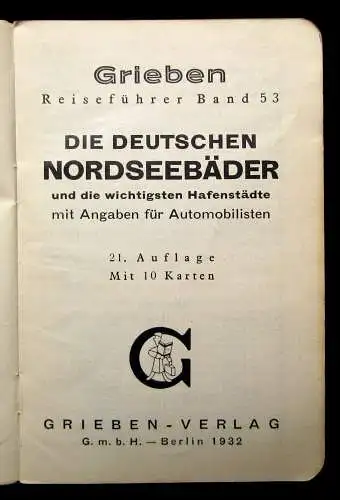 Grieben
Reiseführer Band 53
DIE DEUTSCHEN
NORDSEEBÄDER
und die wichtigsten Hafenstädte
mit Angaben für Automobilisten
21. Auflage
Mit 10 Karten
G
GRIEBEN-VERLAG
G. m. b. H. — Berlin 1932